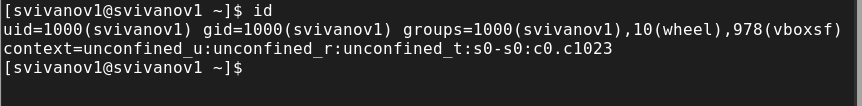 [svivanov1@svivanov1 ~]$ id
uid=1000(svivanov1) gid=1000(svivanov1) groups=1000(svivanov1),10(wheel),978(vboxsf)
context=unconfined_u:unconfined_r:unconfined_t:s0-s0:c0.c1023
[svivanov1@svivanov1 ~]$